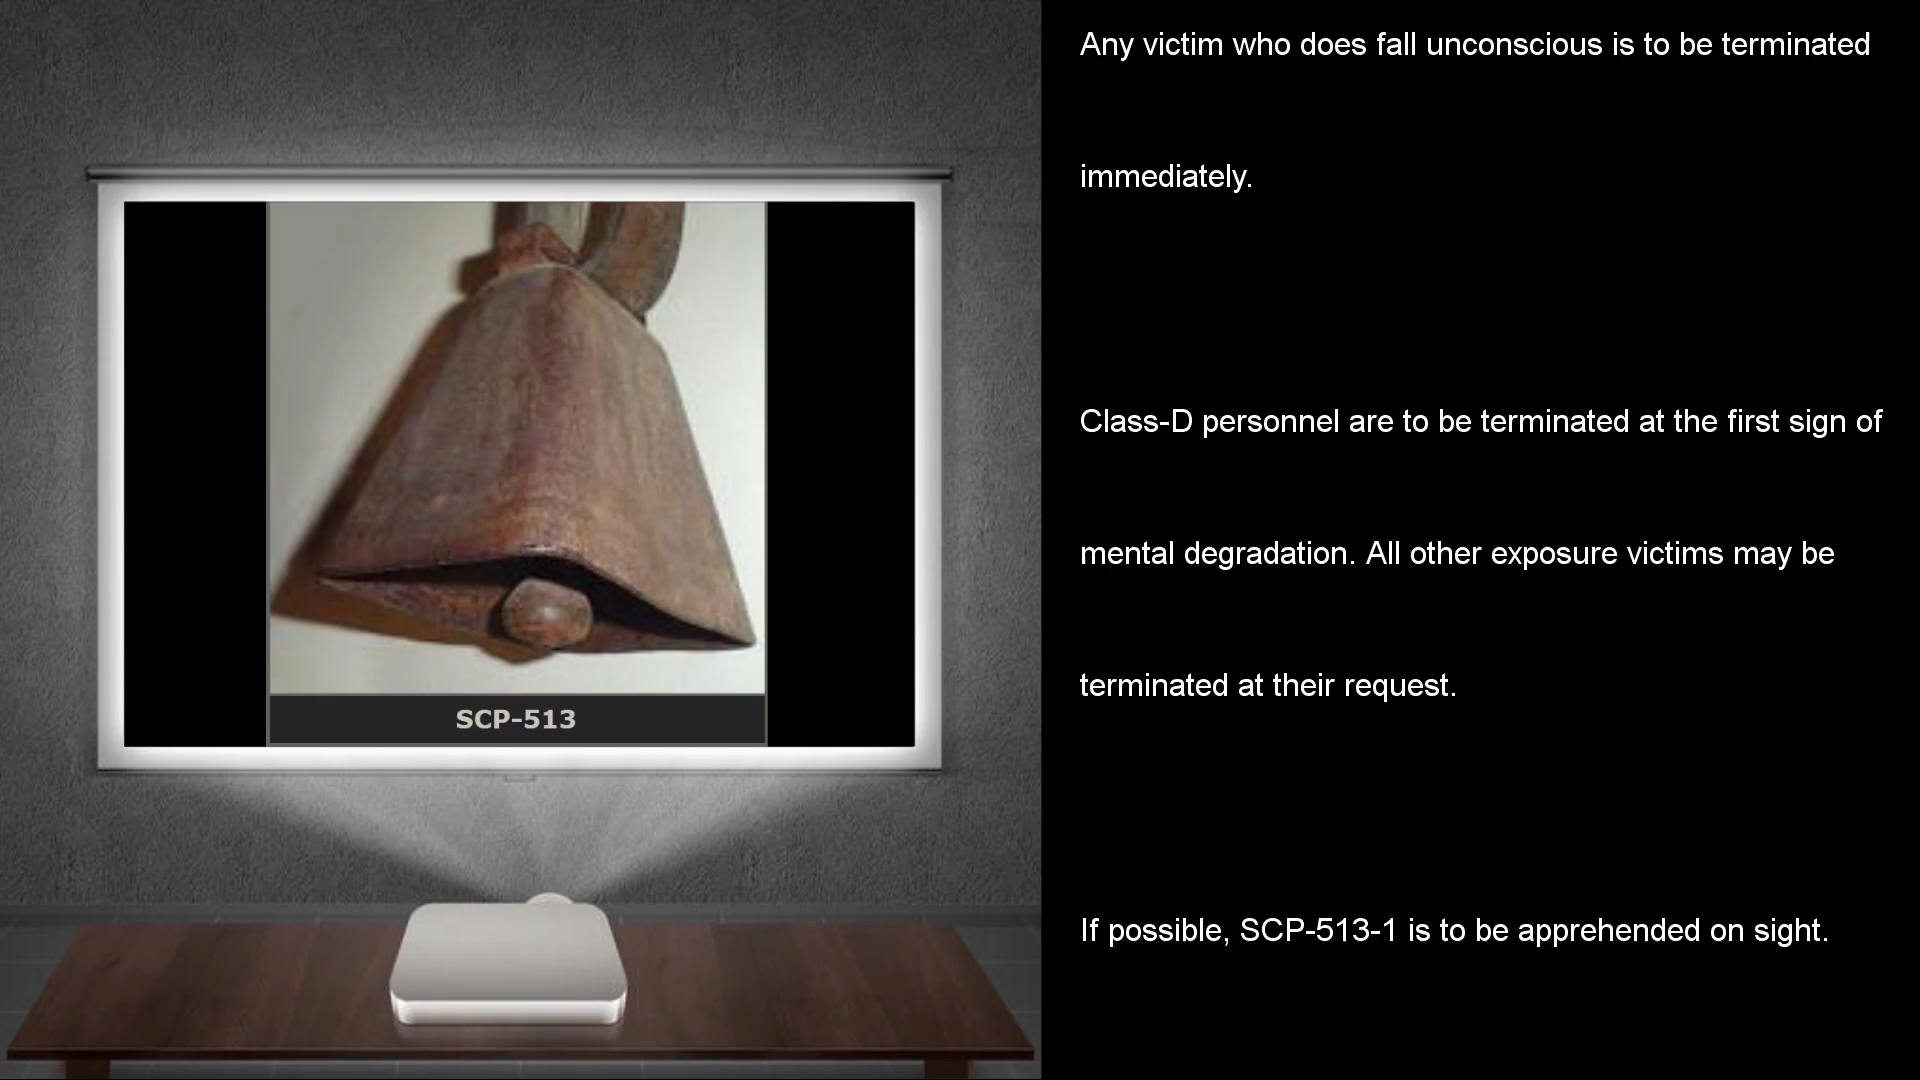 SCP-513
Any victim who does fall unconscious is to be terminated
immediately.
Class-D personnel are to be terminated at the first sign of
mental degradation. All other exposure victims may be
terminated at their request.
If possible, SCP-513-1 is to be apprehended on sight.